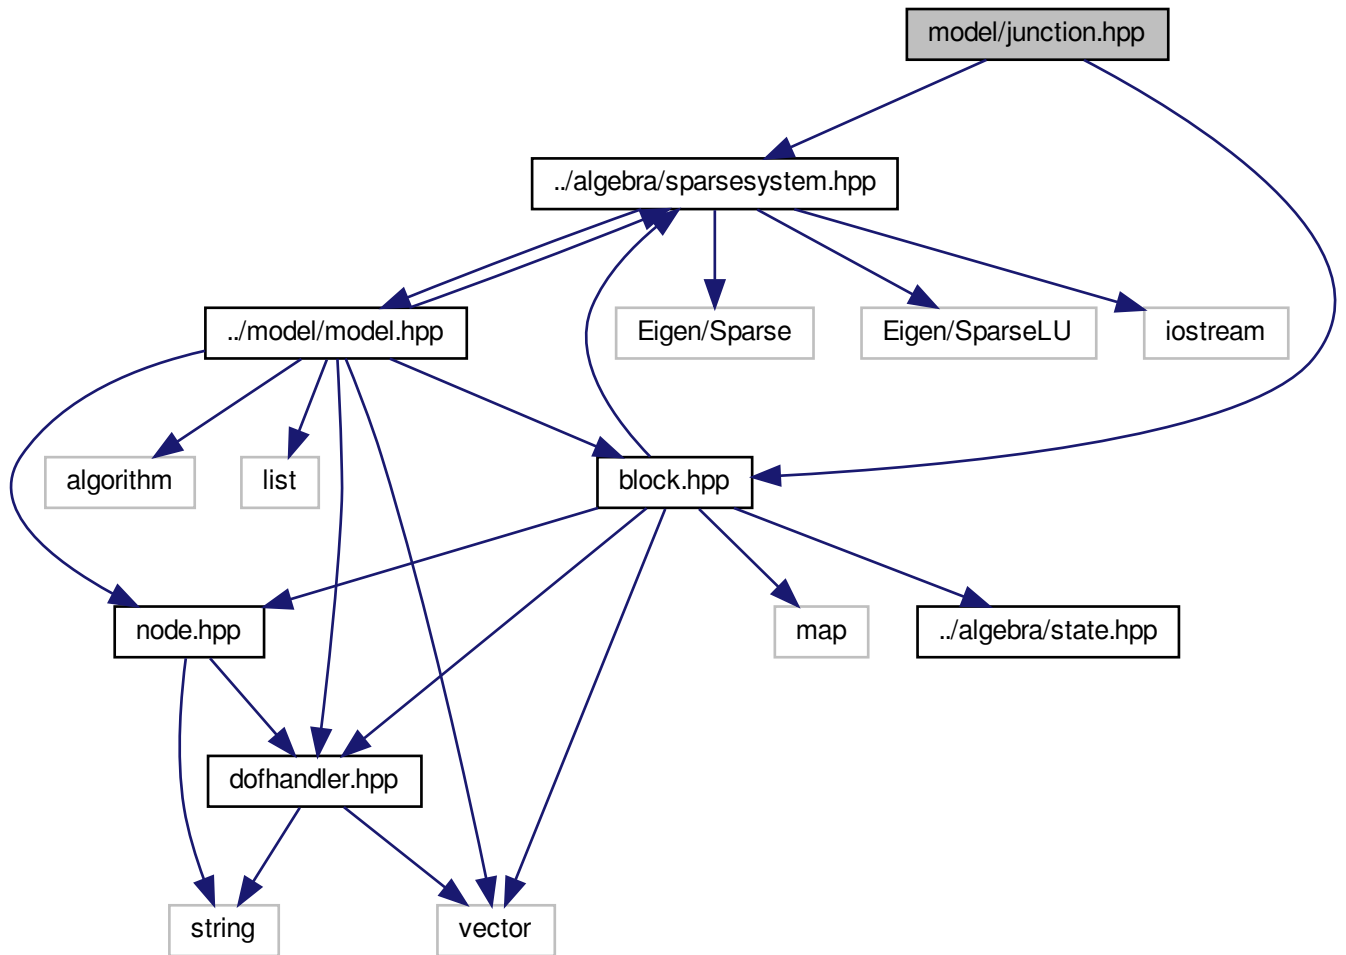 model/junction.hpp
../algebra/sparsesystem.hpp
../model/model.hpp
Eigen/Sparse
Eigen/SparseLU
iostream
algorithm
list
block.hpp
node.hpp
map
../algebra/state.hpp
dofhandler.hpp
string
vector